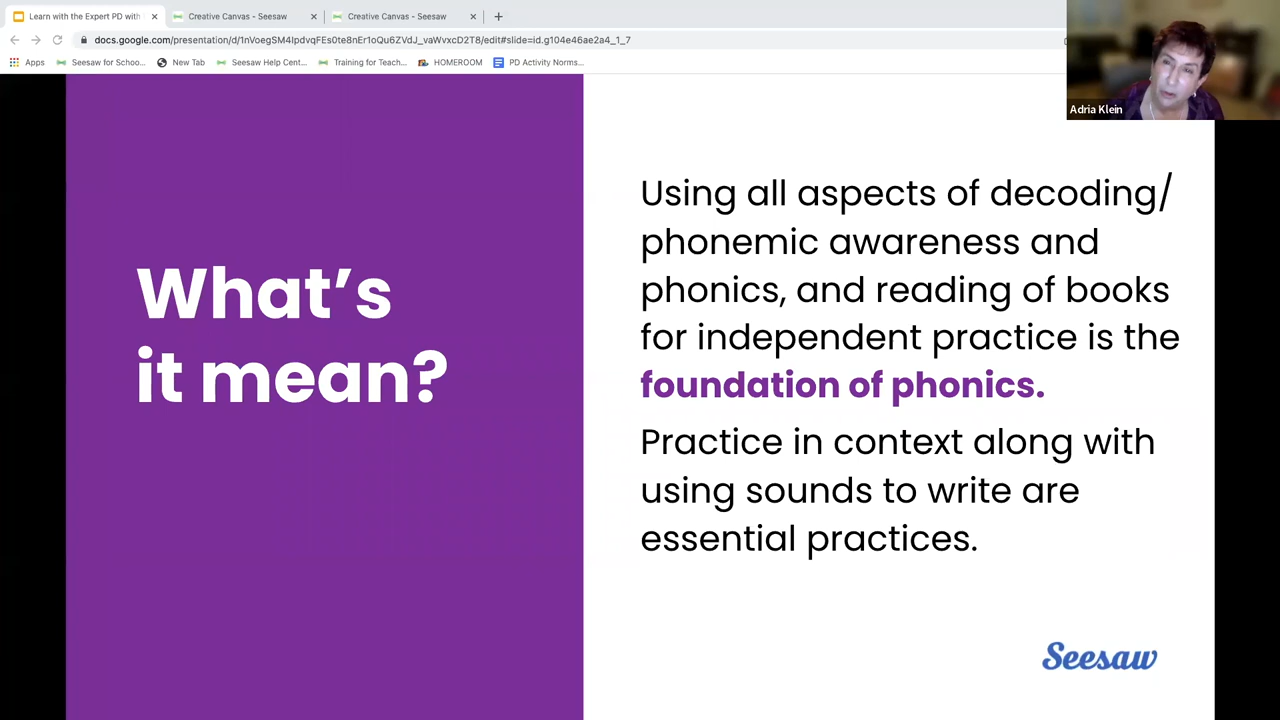 Learn with the Expert PD with
Creative Canvas - Seesaw
Creative Canvas - Seesaw
docs.google.com/presentation/d/1nVoegSM4IpdvqFEs0te8nEr1oQu6ZVdJ_vaWvxcD2T8/edit#slide=id.g104e46ae2a4_1_7
Apps
Seesaw for Schoo...
New Tab
Seesaw Help Cent...
Training for Teach...
HOMEROOM
PD Activity Norms...
Adria Klein
What's
it mean?
Using all aspects of decoding/
phonemic awareness and
phonics, and reading of books
for independent practice is the
foundation of phonics.
Practice in context along with
using sounds to write are
essential practices.
Seesaw